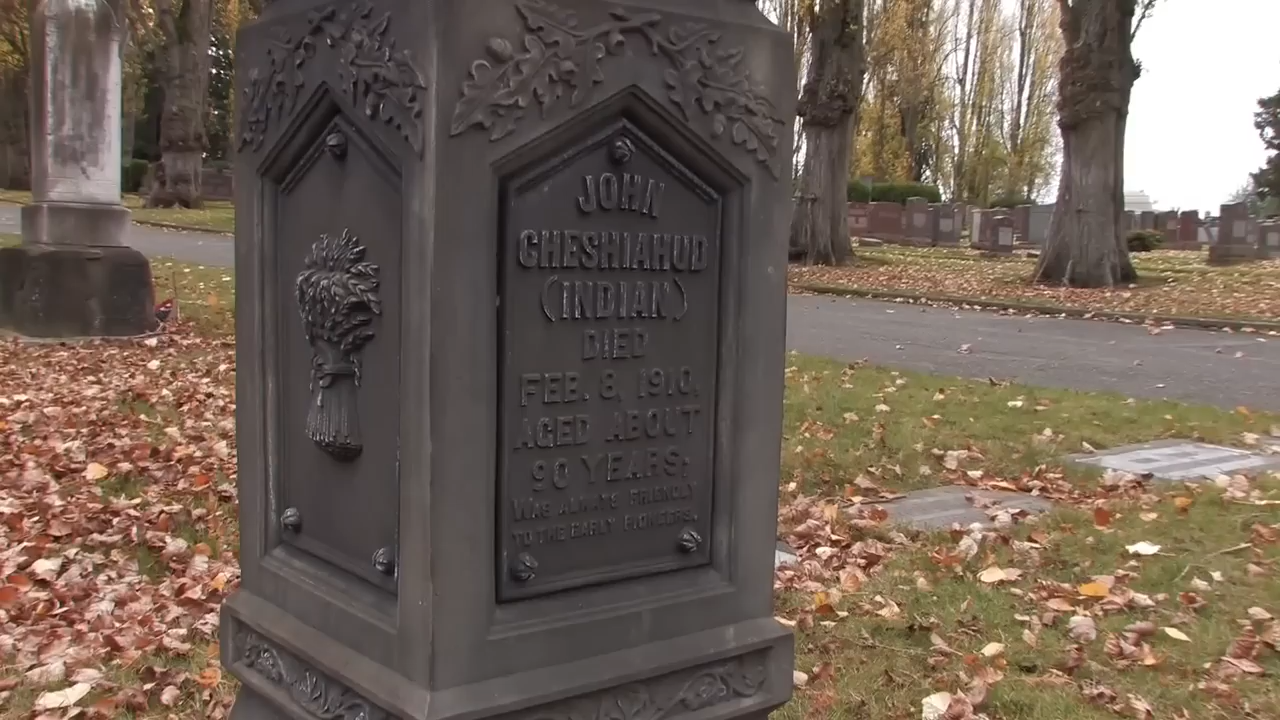 JOHN
CHESHIAHUD
(INDIAN)
DIED
FEB. 8, 1910,
AGED ABOUT
90 YEARS;
WAS ALWAYS FRIENDLY
TO THE EARLY PIONEERS.